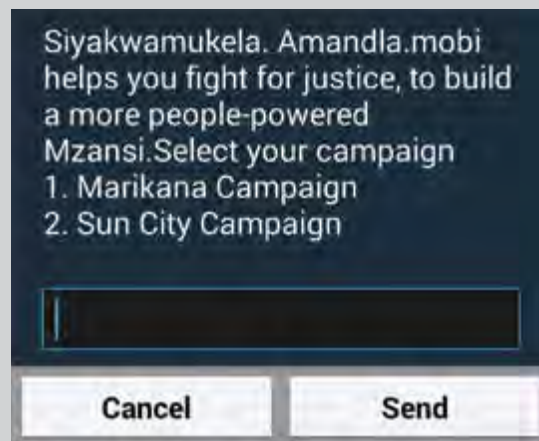 Siyakwamukela. Amandla.mobi
helps you fight for justice, to build
a more people-powered
Mzansi.Select your campaign
1. Marikana Campaign
2. Sun City Campaign
Cancel
Send